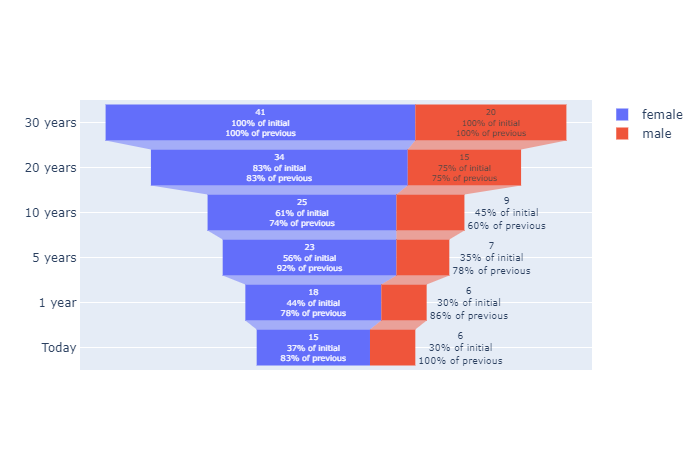 female
male
30 years
41
100% of initial
100% of previous
20
100% of initial
100% of previous
20 years
34
83% of initial
83% of previous
15
75% of initial
75% of previous
10 years
25
61% of initial
74% of previous
9
45% of initial
60% of previous
5 years
23
56% of initial
92% of previous
7
35% of initial
78% of previous
1 year
18
44% of initial
78% of previous
6
30% of initial
86% of previous
Today
15
37% of initial
83% of previous
6
30% of initial
100% of previous